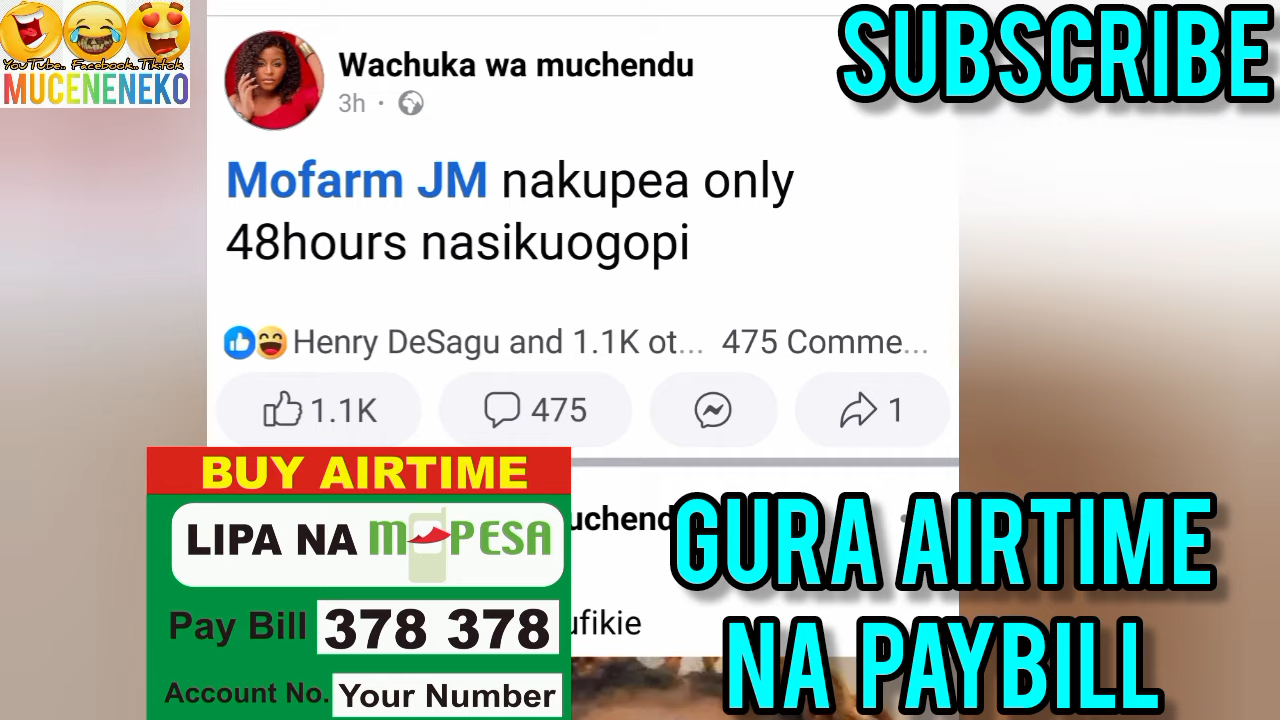 YouTube. Facebook. Tiktok
MUCENENEKO
SUBSCRIBE
Wachuka wa muchendu
3h ·
Mofarm JM nakupea only
48hours nasikuogopi
Henry DeSagu and 1.1K ot... 475 Comme...
1.1K 475 1
BUY AIRTIME
LIPA NA M-PESA
Pay Bill 378 378
Account No. Your Number
uchend
ufikie
GURA AIRTIME
NA PAYBILL